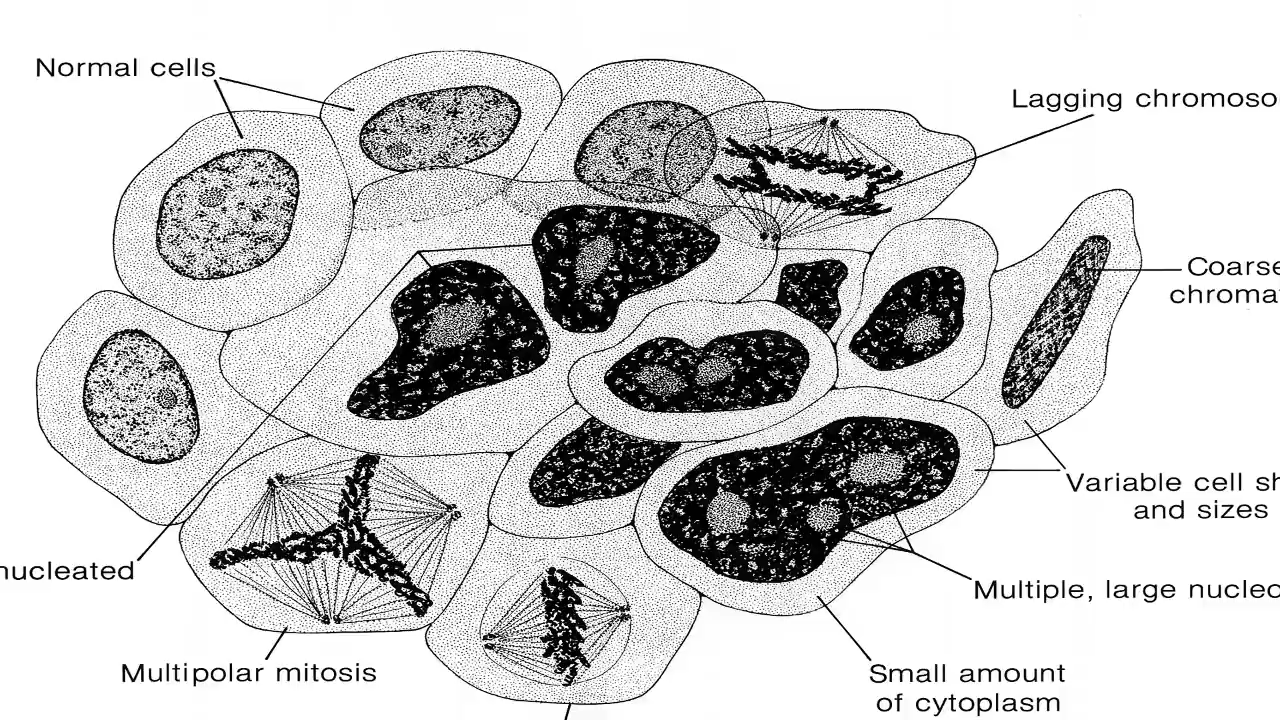 Normal cells
Lagging chromoso
Coarse
chroma
Variable cell sh
and sizes
nucleated
Multiple, large nucleo
Multipolar mitosis
Small amount
of cytoplasm